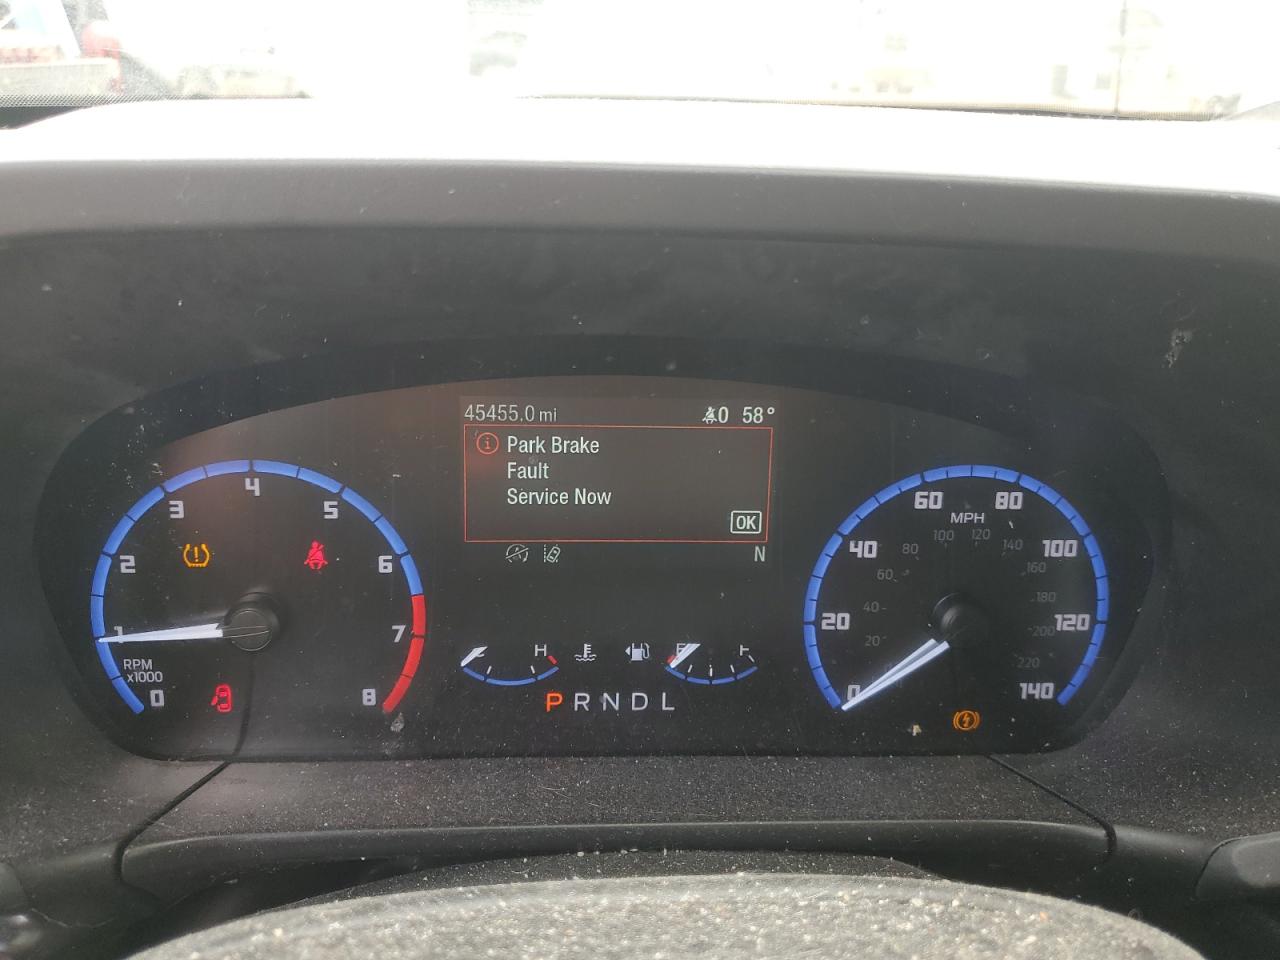 45455.0 mi 0 58°
i Park Brake
Fault
Service Now
OK
N
0 1 2 3 4 5 6 7 8
RPM
x1000
H
P R N D L
0 20 40 60 80 100 120 140
MPH
20 40 60 80 100 120 140 160 180 200 220